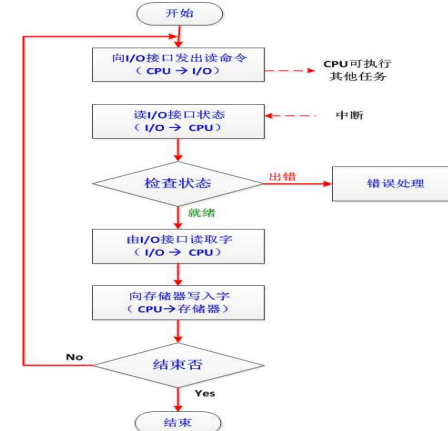 开始
向I/O接口发出读命令
（ CPU → I/O）
CPU可执行
其他任务
读I/O接口状态
（ I/O → CPU）
中断
检查状态
出错
错误处理
就绪
由I/O接口读取字
（ I/O → CPU）
向存储器写入字
（ CPU→存储器）
No
结束否
Yes
结束